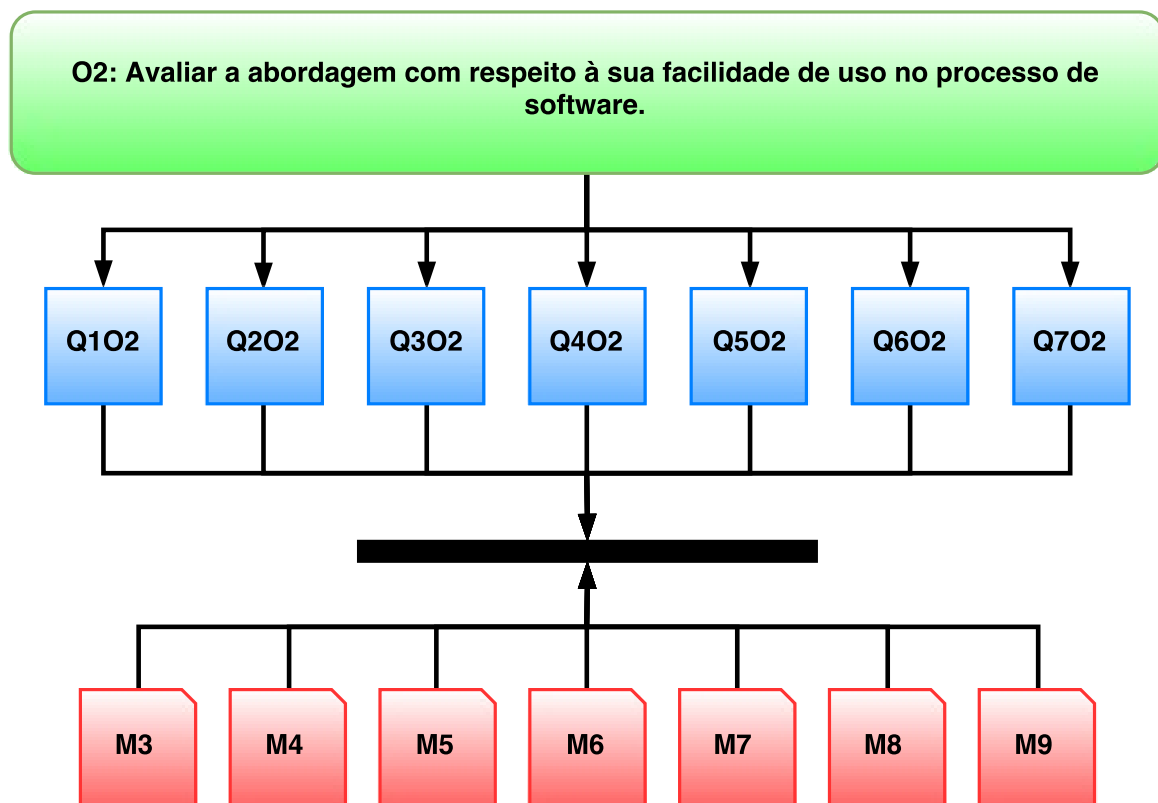 O2: Avaliar a abordagem com respeito à sua facilidade de uso no processo de
software.
Q1O2 Q2O2 Q3O2 Q4O2 Q5O2 Q6O2 Q7O2
M3 M4 M5 M6 M7 M8 M9